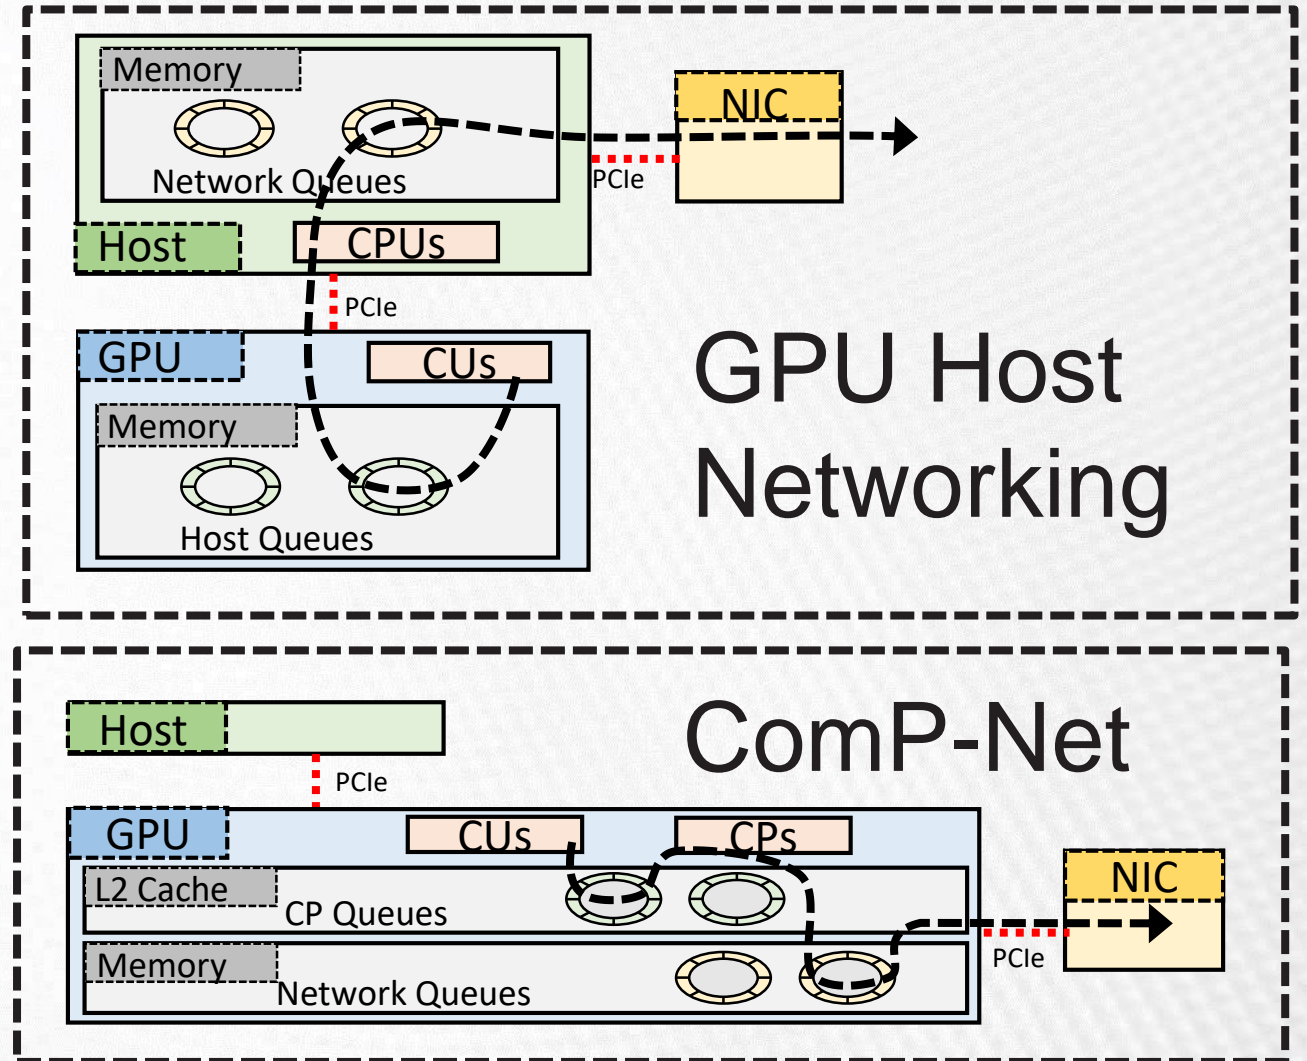 Memory
NIC
Network Queues
PCIe
Host
CPUs
PCIe
GPU
CUs
GPU Host
Networking
Memory
Host Queues
ComP-Net
Host
PCIe
GPU
CUs
CPs
L2 Cache
CP Queues
NIC
Memory
Network Queues
PCIe